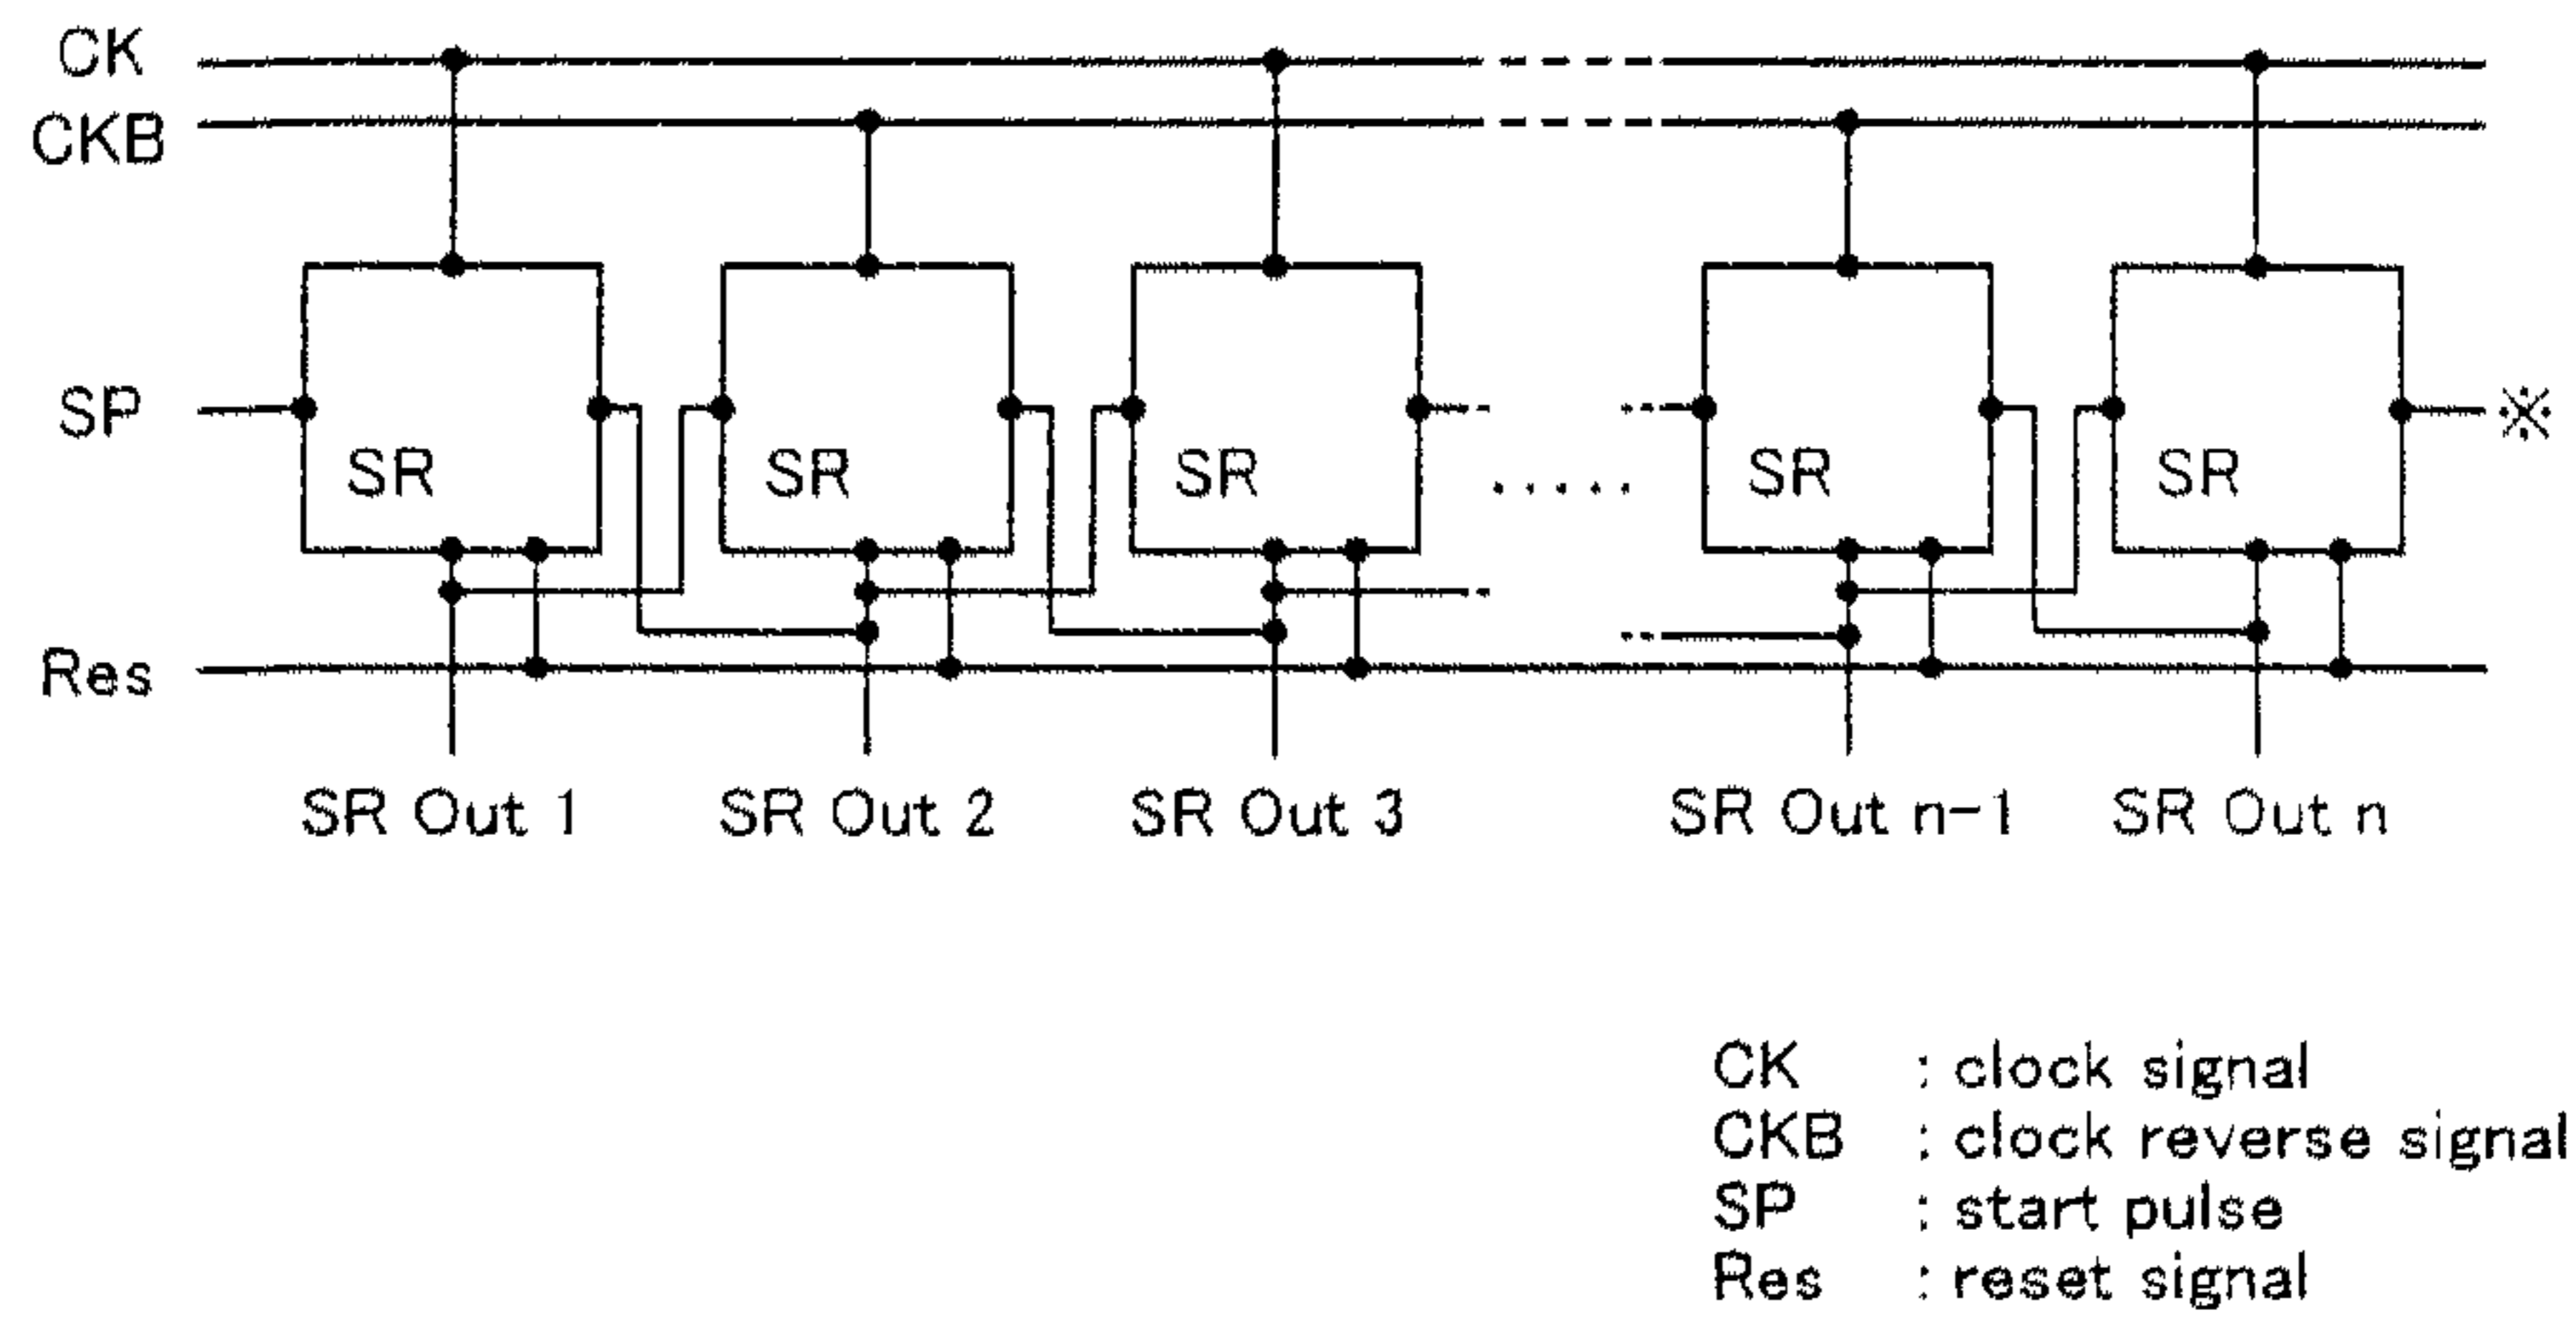 CK
CKB
SP
SR SR SR ..... SR SR ※
Res
SR Out 1 SR Out 2 SR Out 3 SR Out n-1 SR Out n
CK : clock signal
CKB : clock reverse signal
SP : start pulse
Res : reset signal